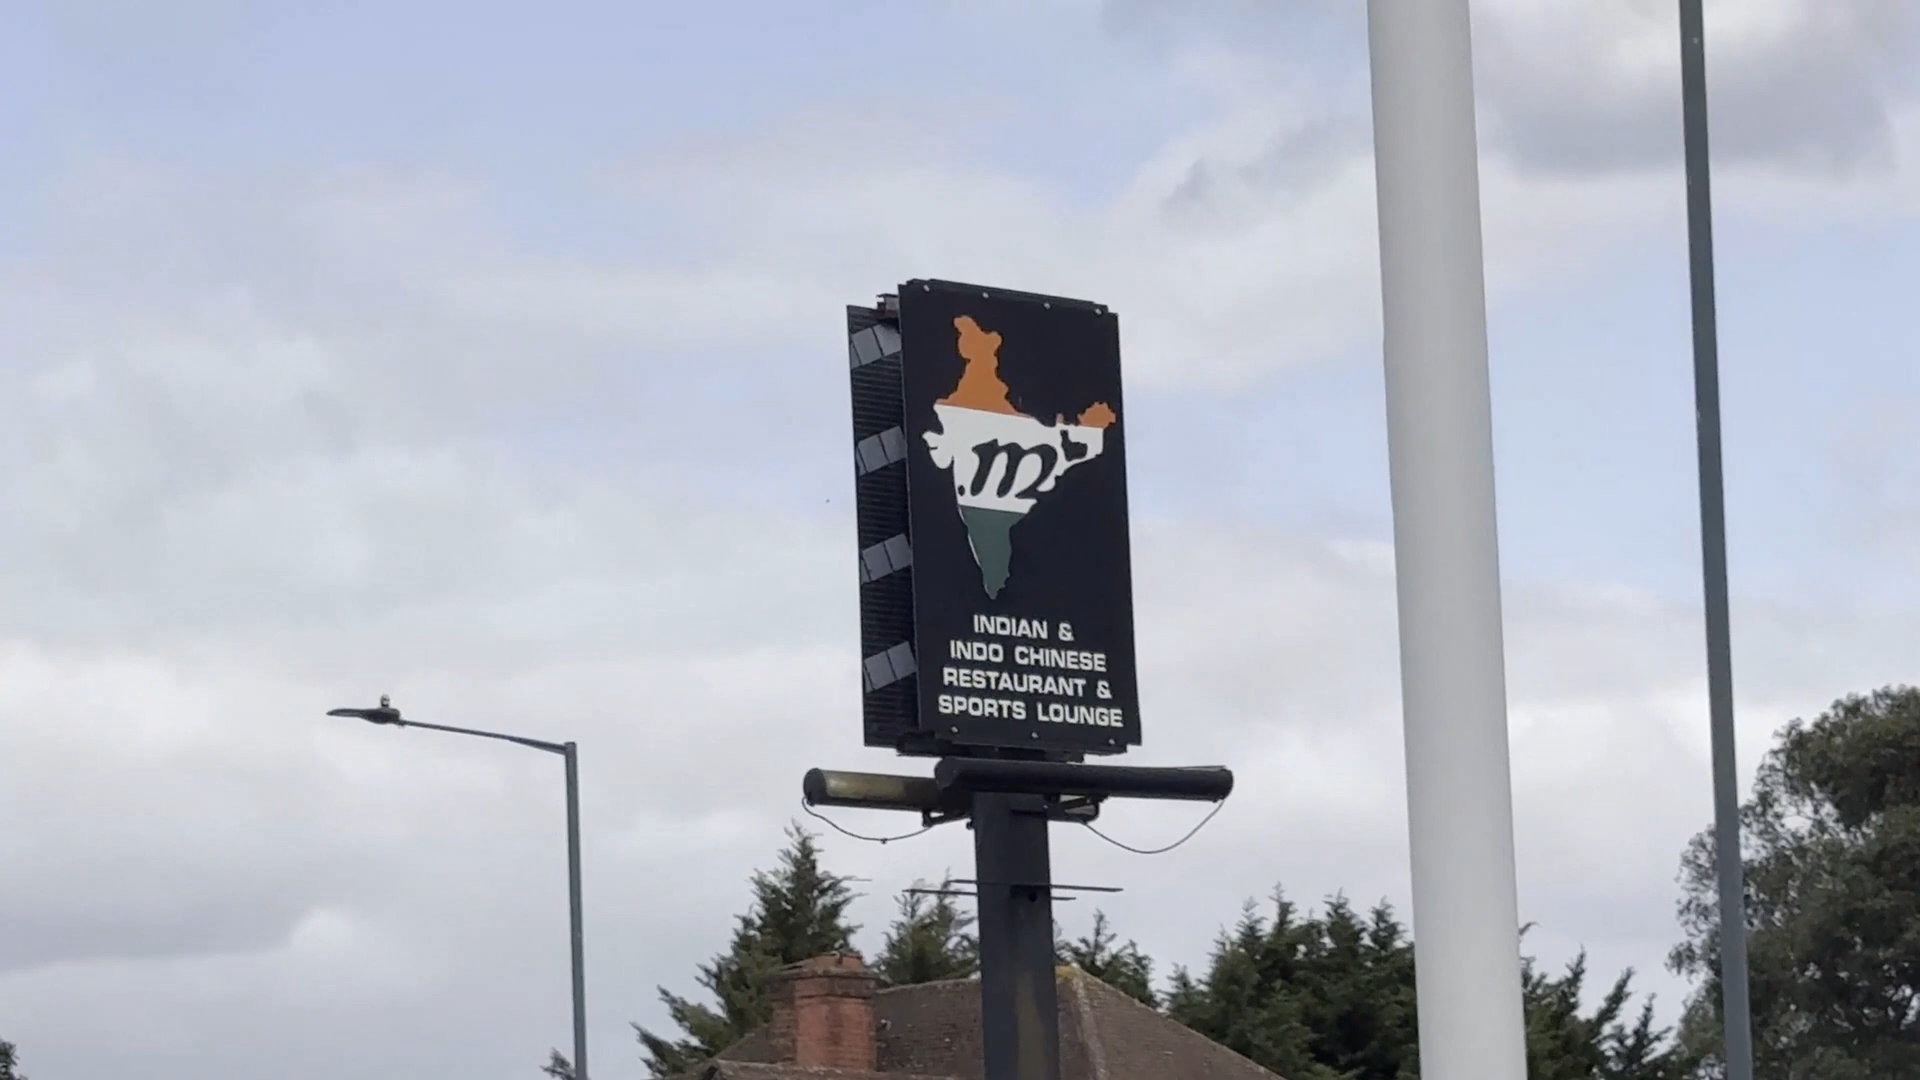 .m
INDIAN &
INDO CHINESE
RESTAURANT &
SPORTS LOUNGE